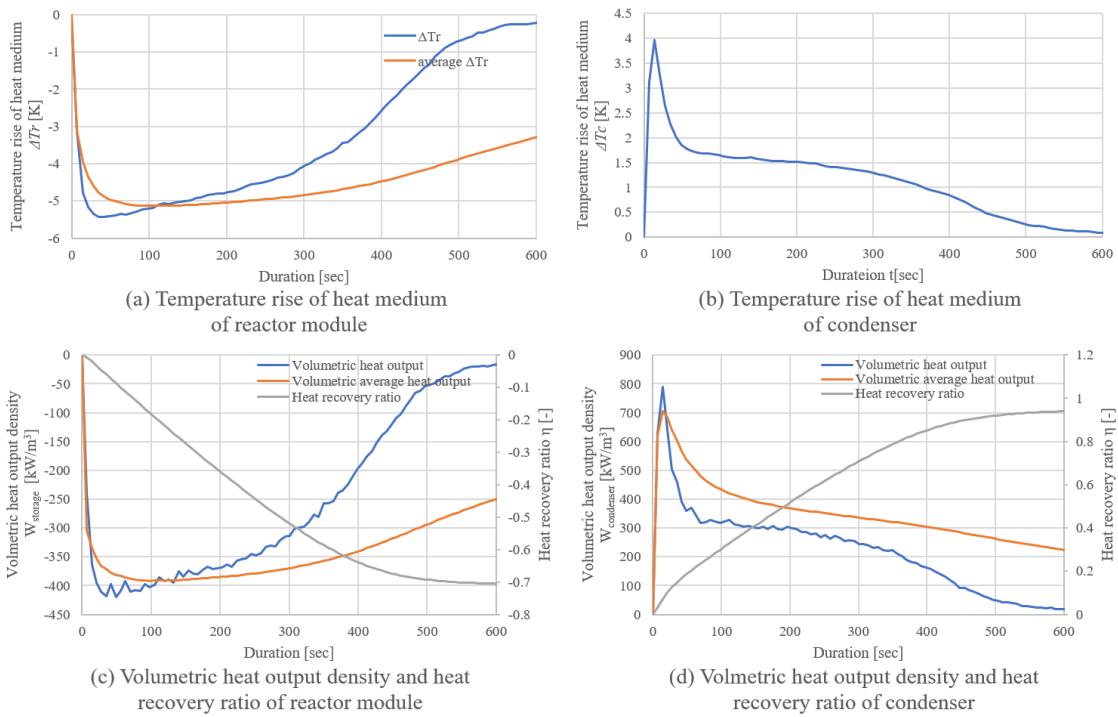 0
-1
-2
-3
-4
-5
-6
Temperature rise of heat medium
ΔTr [K]
ΔTr
average ΔTr
0 100 200 300 400 500 600
Duration [sec]
(a) Temperature rise of heat medium
of reactor module
4.5
4
3.5
3
2.5
2
1.5
1
0.5
0
Temperature rise of heat medium
ΔTc [K]
0 100 200 300 400 500 600
Durateion t[sec]
(b) Temperature rise of heat medium
of condenser
0
-50
-100
-150
-200
-250
-300
-350
-400
-450
Volmetric heat output density
Wstorage [kW/m³]
Volumetric heat output
Volumetric average heat output
Heat recovery ratio
0
-0.1
-0.2
-0.3
-0.4
-0.5
-0.6
-0.7
-0.8
Heat recovery ratio η [-]
0 100 200 300 400 500 600
Duration [sec]
(c) Volumetric heat output density and heat
recovery ratio of reactor module
900
800
700
600
500
400
300
200
100
0
Volumetric heat output density
Wcondenser [kW/m³]
Volumetric heat output
Volumetric average heat output
Heat recovery ratio
1.2
1
0.8
0.6
0.4
0.2
0
Heat recovery ratio η [-]
0 100 200 300 400 500 600
Duration [sec]
(d) Volmetric heat output density and heat
recovery ratio of condenser